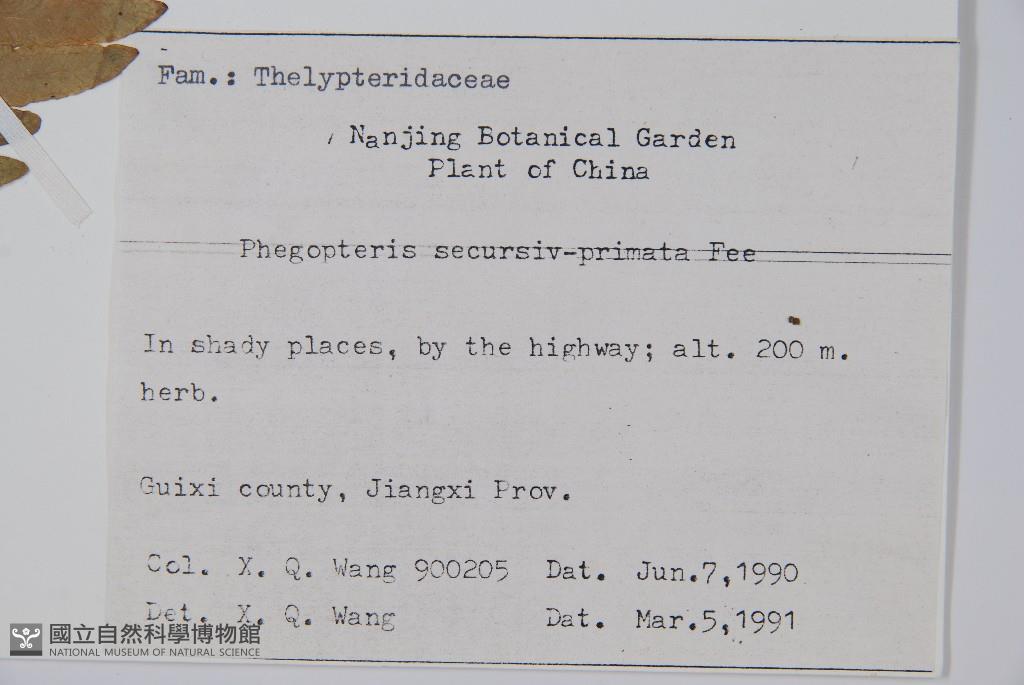 Fam.: Thelypteridaceae
Nanjing Botanical Garden
Plant of China
Phegopteris secursiv-primata Fee
In shady places, by the highway; alt. 200 m.
herb.
Guixi county, Jiangxi Prov.
Col. X. Q. Wang 900205 Dat. Jun.7,1990
Det. X. Q. Wang Dat. Mar.5,1991
國立自然科學博物館
NATIONAL MUSEUM OF NATURAL SCIENCE